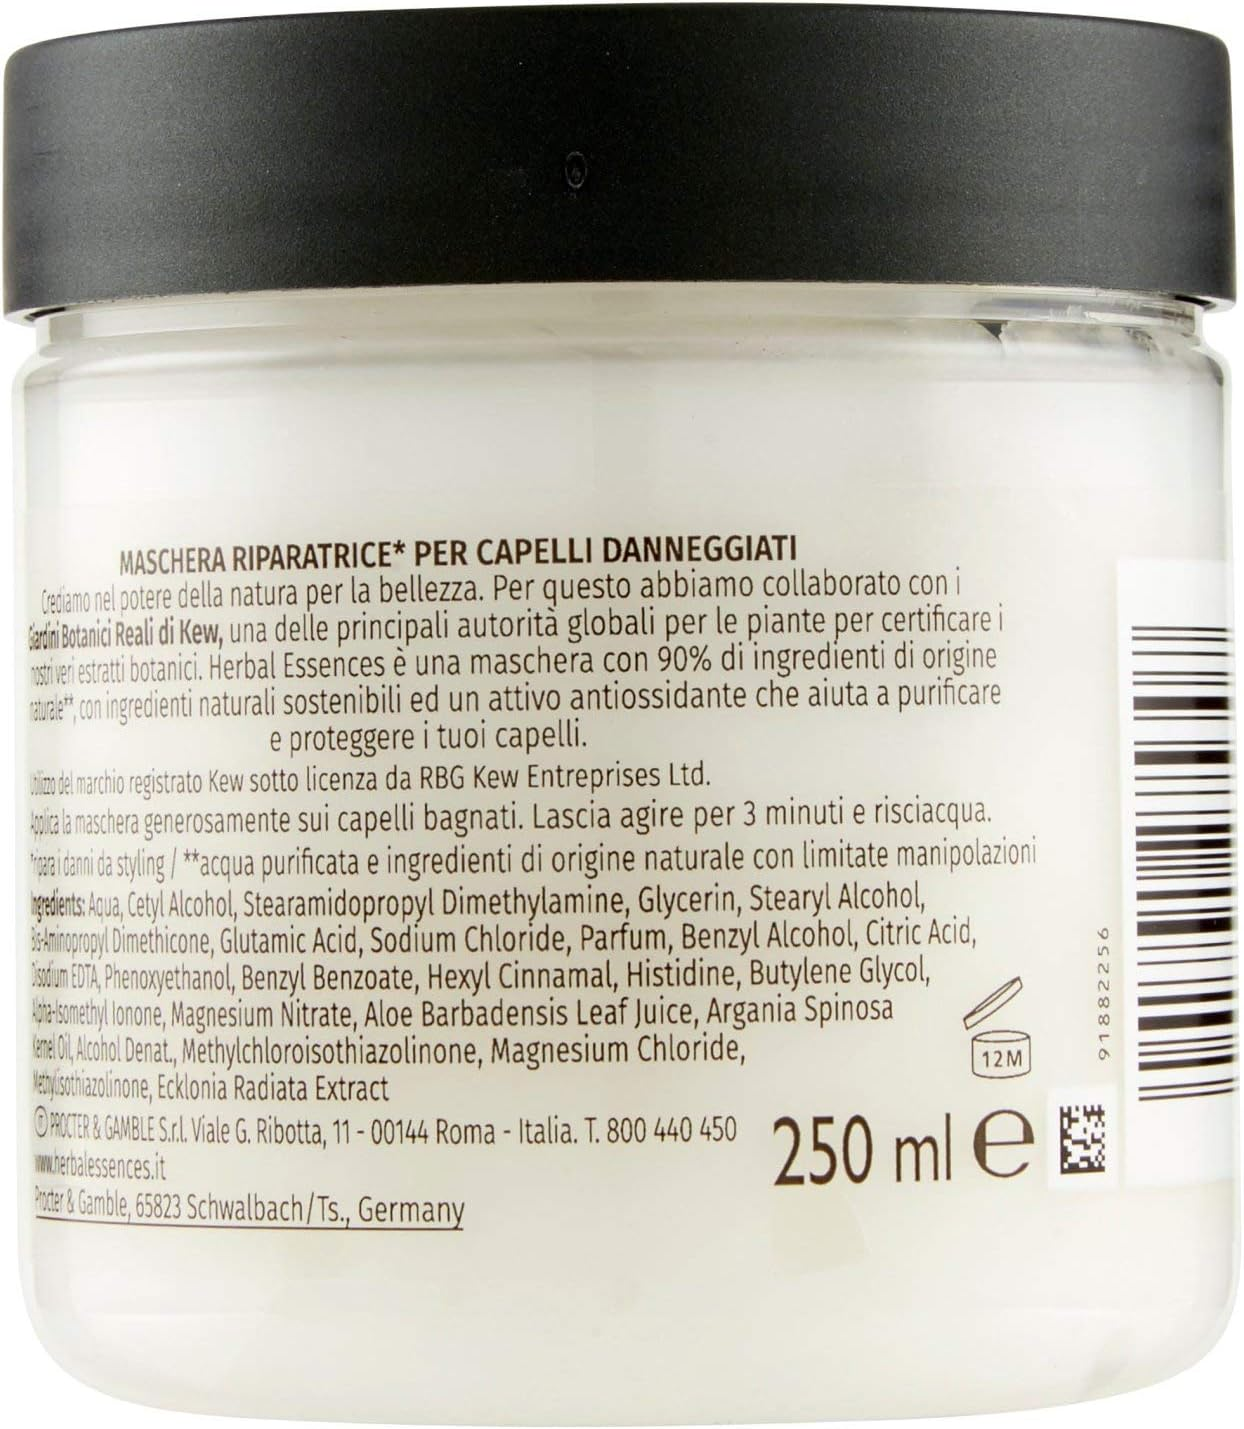 MASCHERA RIPARATRICE* PER CAPELLI DANNEGGIATI
Crediamo nel potere della natura per la bellezza. Per questo abbiamo collaborato con i
Giardini Botanici Reali di Kew, una delle principali autorità globali per le piante per certificare i
nostri veri estratti botanici. Herbal Essences è una maschera con 90% di ingredienti di origine
naturale**, con ingredienti naturali sostenibili ed un attivo antiossidante che aiuta a purificare
e proteggere i tuoi capelli.
Utilizzo del marchio registrato Kew sotto licenza da RBG Kew Entreprises Ltd.
Applica la maschera generosamente sui capelli bagnati. Lascia agire per 3 minuti e risciacqua.
*ripara i danni da styling / **acqua purificata e ingredienti di origine naturale con limitate manipolazioni
Ingredients: Aqua, Cetyl Alcohol, Stearamidopropyl Dimethylamine, Glycerin, Stearyl Alcohol,
Bis-Aminopropyl Dimethicone, Glutamic Acid, Sodium Chloride, Parfum, Benzyl Alcohol, Citric Acid,
Disodium EDTA, Phenoxyethanol, Benzyl Benzoate, Hexyl Cinnamal, Histidine, Butylene Glycol,
Alpha-Isomethyl Ionone, Magnesium Nitrate, Aloe Barbadensis Leaf Juice, Argania Spinosa
Kernel Oil, Alcohol Denat., Methylchloroisothiazolinone, Magnesium Chloride,
Methylisothiazolinone, Ecklonia Radiata Extract
IT PROCTER & GAMBLE S.r.l. Viale G. Ribotta, 11 - 00144 Roma - Italia. T. 800 440 450
www.herbalessences.it
Procter & Gamble, 65823 Schwalbach/Ts., Germany
12M
250 ml e
91882256